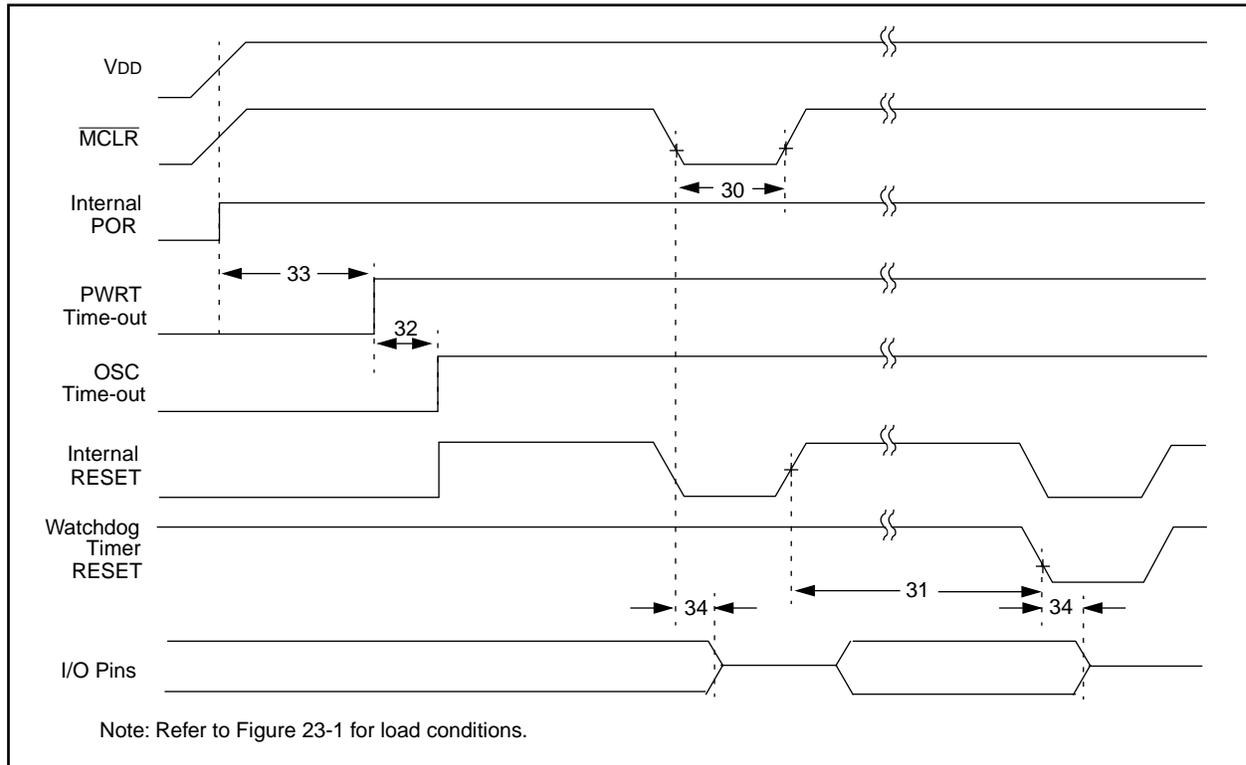 VDD
MCLR
30
Internal
POR
33
PWRT
Time-out
32
OSC
Time-out
Internal
RESET
Watchdog
Timer
RESET
31
34
34
I/O Pins
Note: Refer to Figure 23-1 for load conditions.